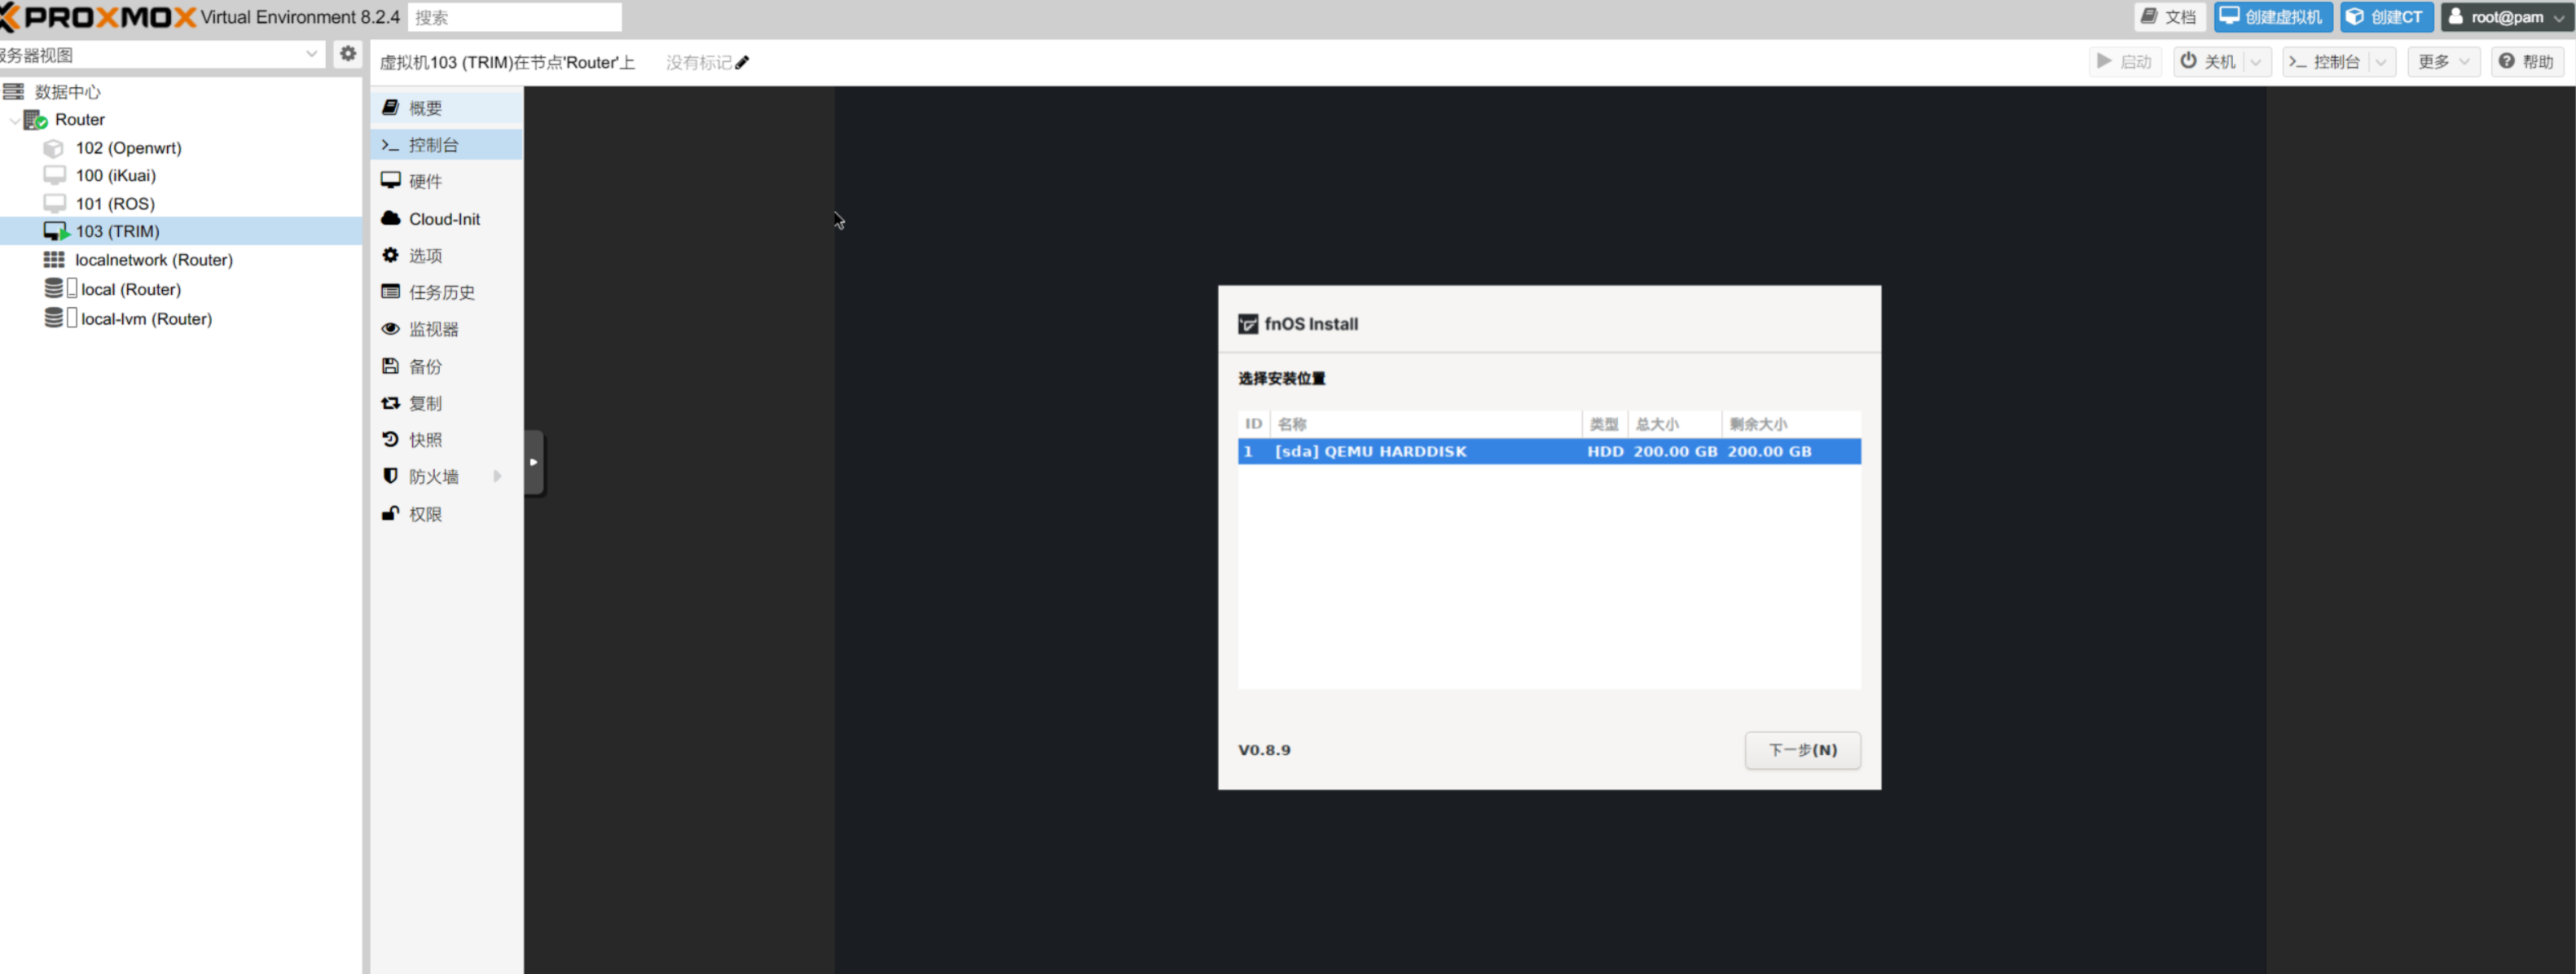 PROXMOX Virtual Environment 8.2.4 搜索 文档 创建虚拟机 创建CT root@pam
服务器视图
虚拟机103 (TRIM)在节点'Router'上 没有标记 启动 关机 控制台 更多 帮助
数据中心
Router
102 (Openwrt)
100 (iKuai)
101 (ROS)
103 (TRIM)
localnetwork (Router)
local (Router)
local-lvm (Router)
概要
控制台
硬件
Cloud-Init
选项
任务历史
监视器
备份
复制
快照
防火墙
权限
fnOS Install
选择安装位置
ID 名称 类型 总大小 剩余大小
1 [sda] QEMU HARDDISK HDD 200.00 GB 200.00 GB
V0.8.9 下一步(N)